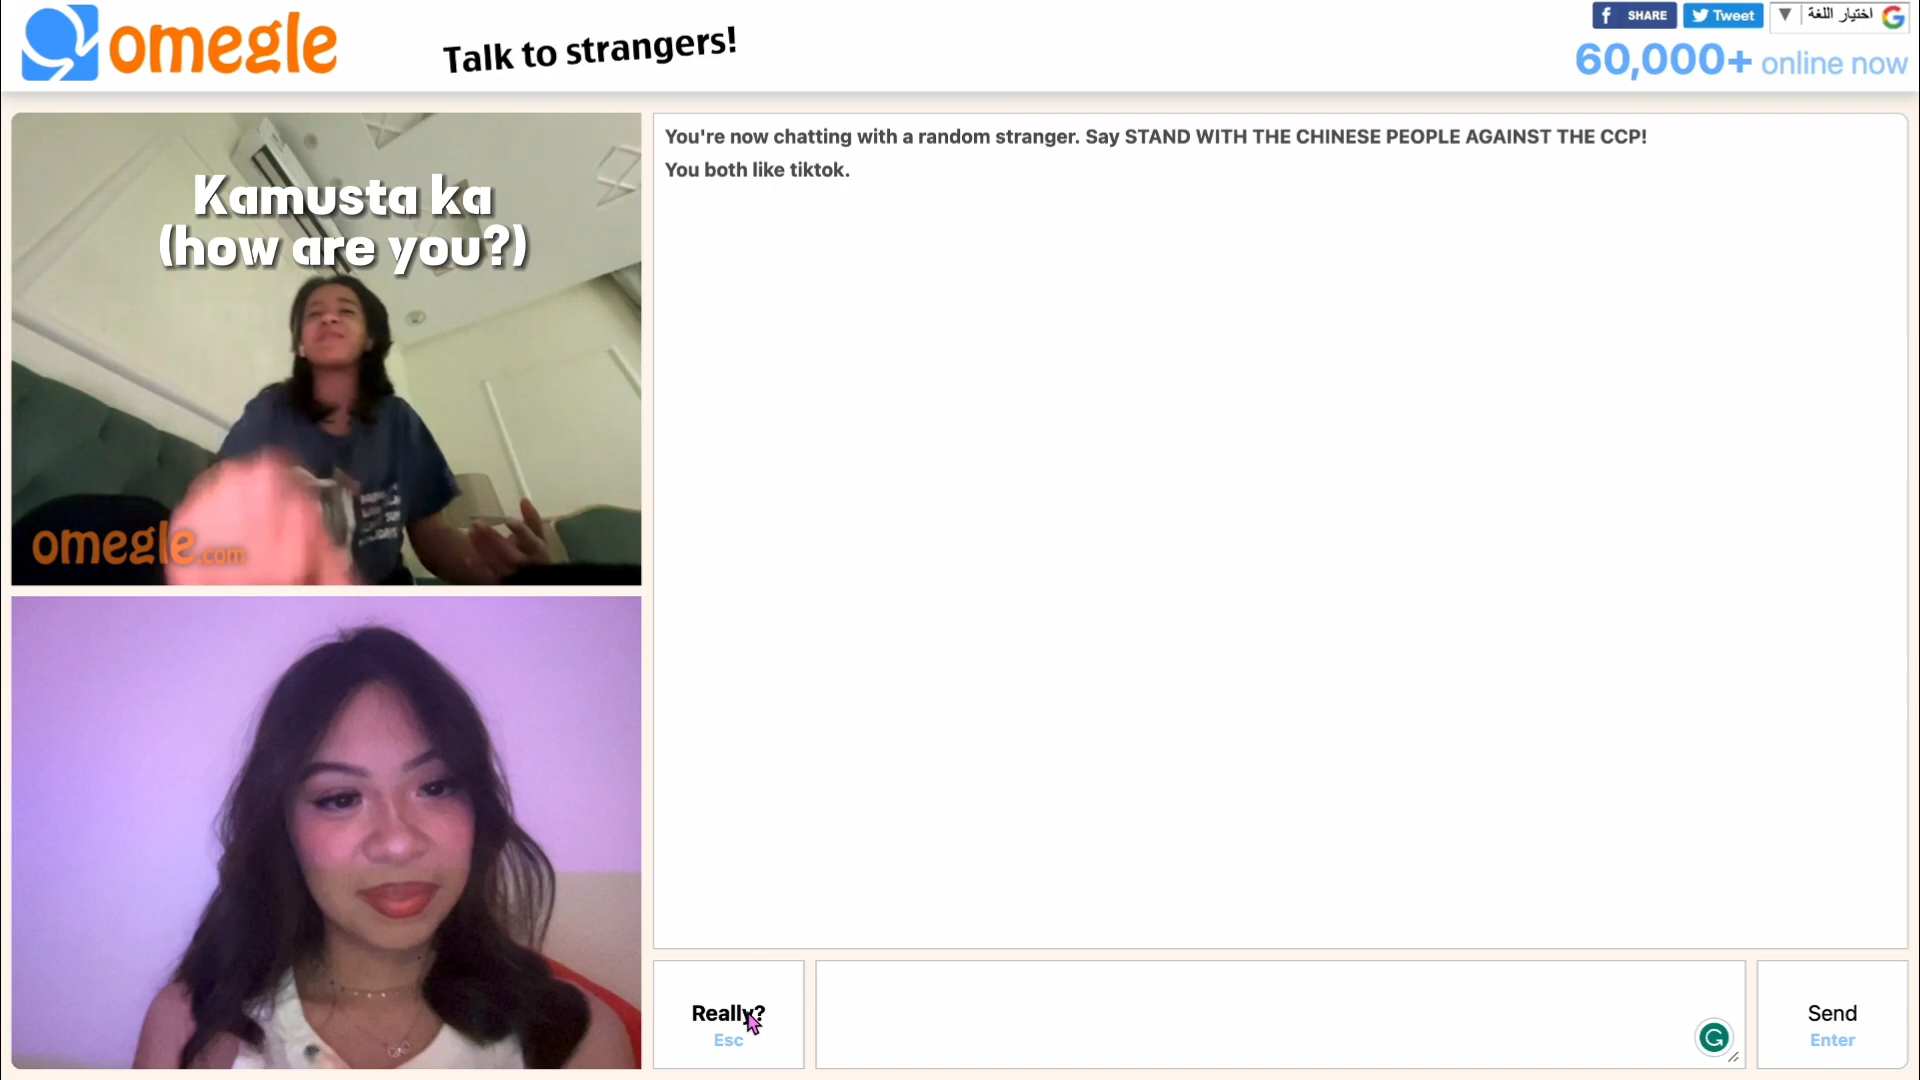 omegle
Talk to strangers!
SHARE
Tweet
اختيار اللغة
60,000+ online now
Kamusta ka
(how are you?)
omegle.com
You're now chatting with a random stranger. Say STAND WITH THE CHINESE PEOPLE AGAINST THE CCP!
You both like tiktok.
Really?
Esc
Send
Enter